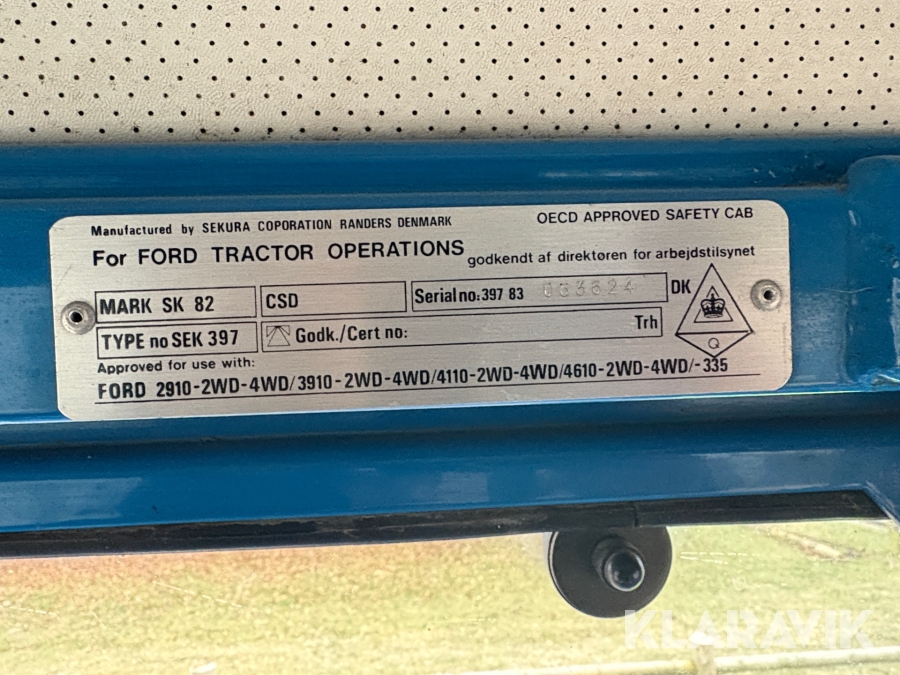 Manufactured by SEKURA COPORATION RANDERS DENMARK
OECD APPROVED SAFETY CAB
For FORD TRACTOR OPERATIONS
godkendt af direktøren for arbejdstilsynet
MARK SK 82
CSD
Serial no: 397 83 003624
DK
TYPE no SEK 397
Godk./Cert no:
Trh
Q
Approved for use with:
FORD 2910-2WD-4WD/3910-2WD-4WD/4110-2WD-4WD/4610-2WD-4WD/-335
KLARAVIK